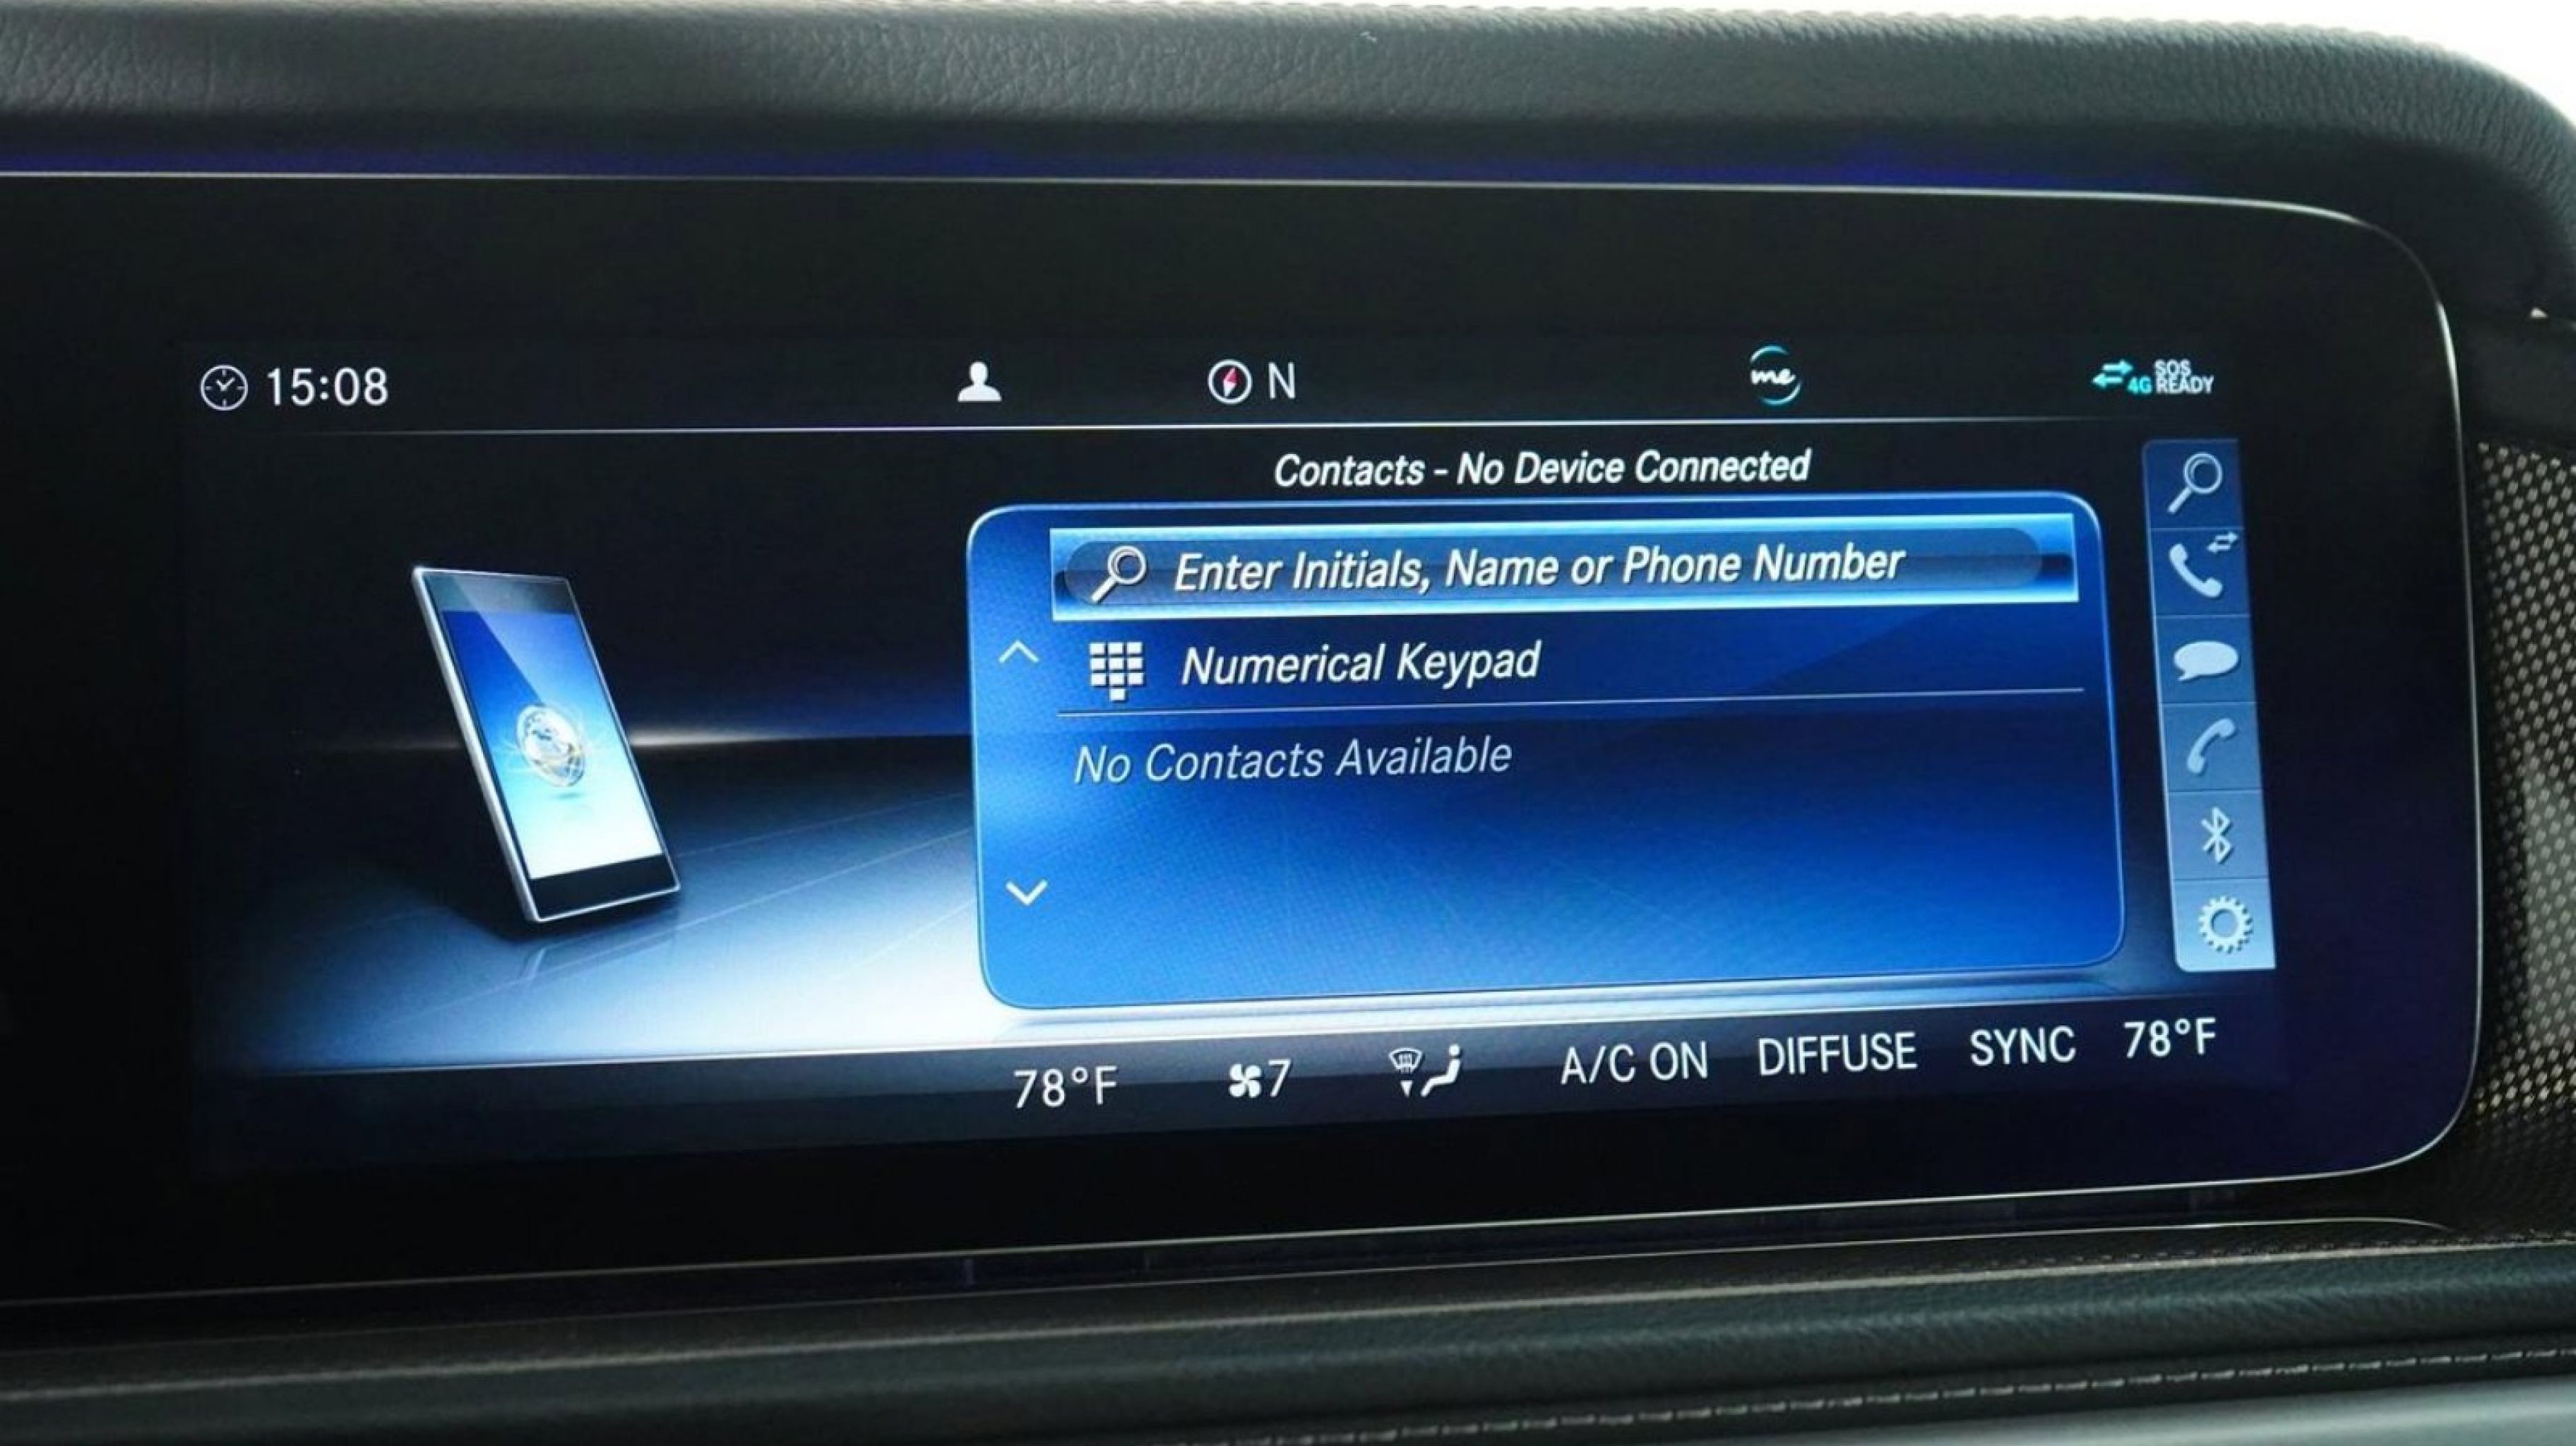 15:08
N
me
4G SOS READY
Contacts - No Device Connected
Enter Initials, Name or Phone Number
Numerical Keypad
No Contacts Available
78°F 7 A/C ON DIFFUSE SYNC 78°F